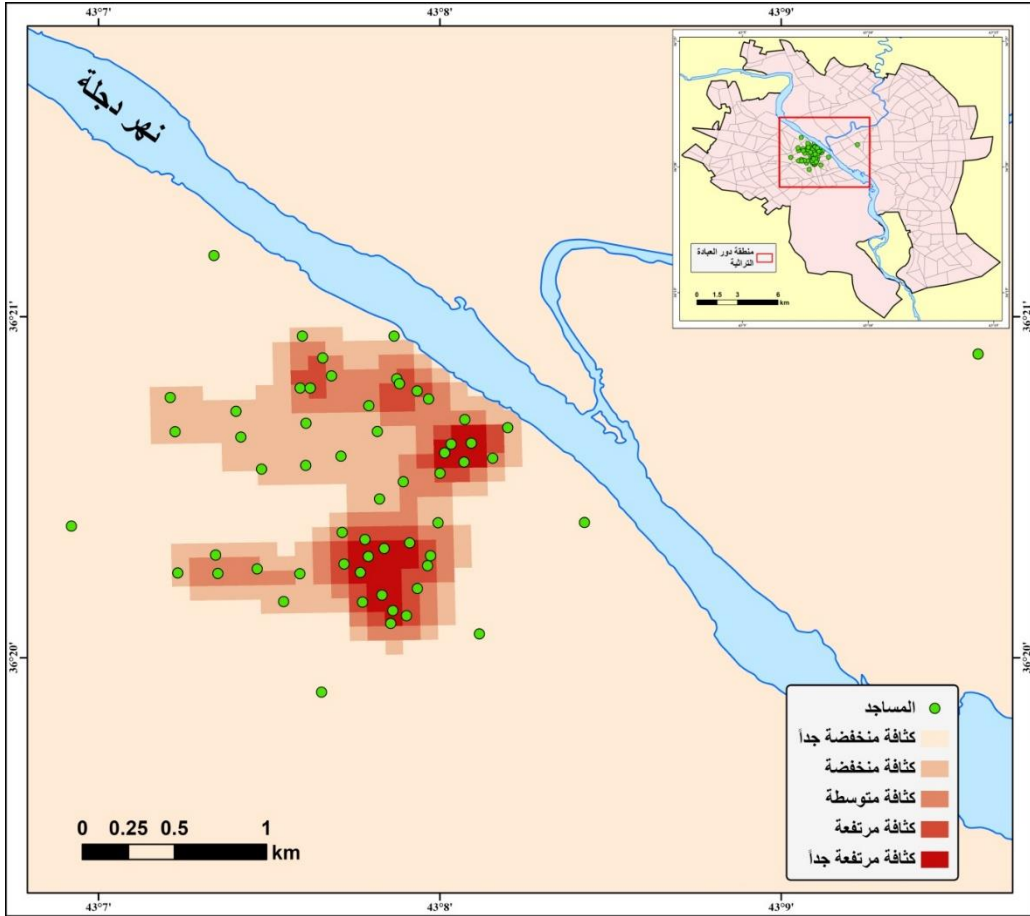 43°7'
43°8'
43°9'
نهر دجلة
منطقة دور العبادة
التراثية
0 1.5 3 6
km
36°21'
36°21'
36°20'
36°20'
المساجد
كثافة منخفضة جداً
كثافة منخفضة
كثافة متوسطة
كثافة مرتفعة
كثافة مرتفعة جداً
0 0.25 0.5 1
km
43°7'
43°8'
43°9'